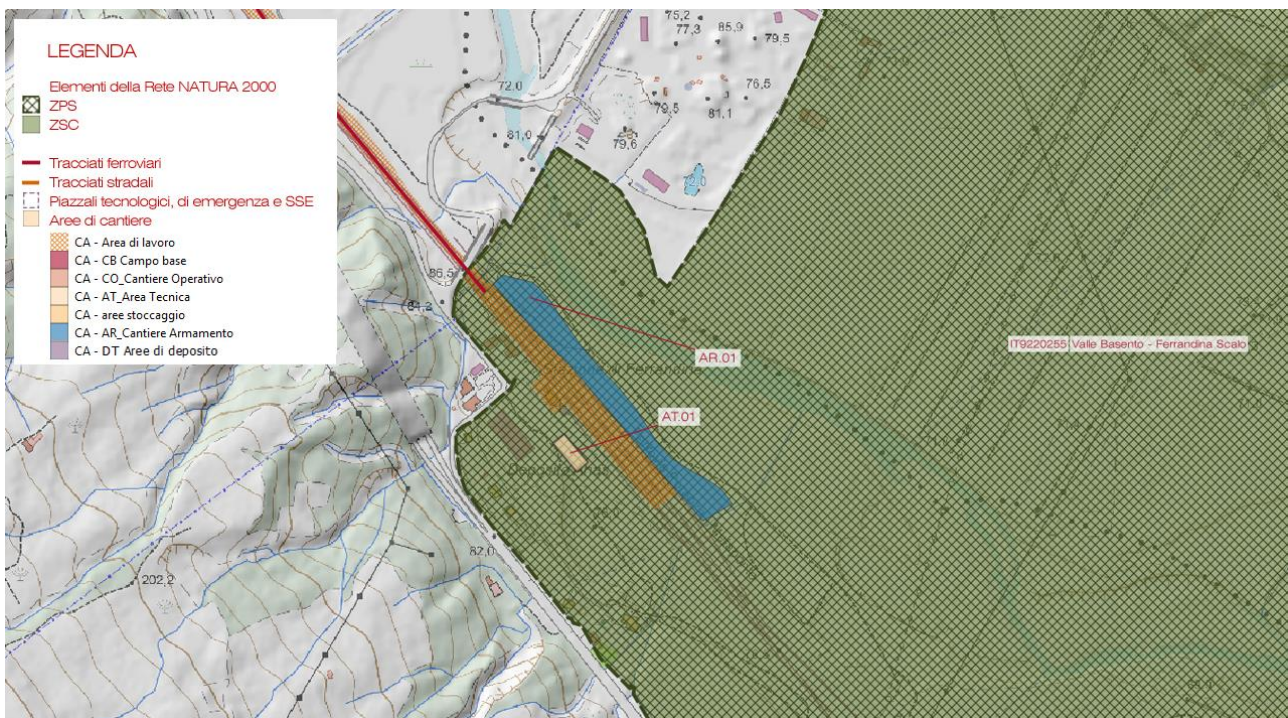 LEGENDA
Elementi della Rete NATURA 2000
ZPS
ZSC
Tracciati ferroviari
Tracciati stradali
Piazzali tecnologici, di emergenza e SSE
Aree di cantiere
CA - Area di lavoro
CA - CB Campo base
CA - CO_Cantiere Operativo
CA - AT_Area Tecnica
CA - aree stoccaggio
CA - AR_Cantiere Armamento
CA - DT Aree di deposito
75,2
77,3
85,9
79,5
72,0
76,5
79,5
81,1
81,0
79,6
72,0
86,5
IT9220255 Valle Basento - Ferrandina Scalo
AR.01
di Ferrandina
AT.01
82,0
202,2